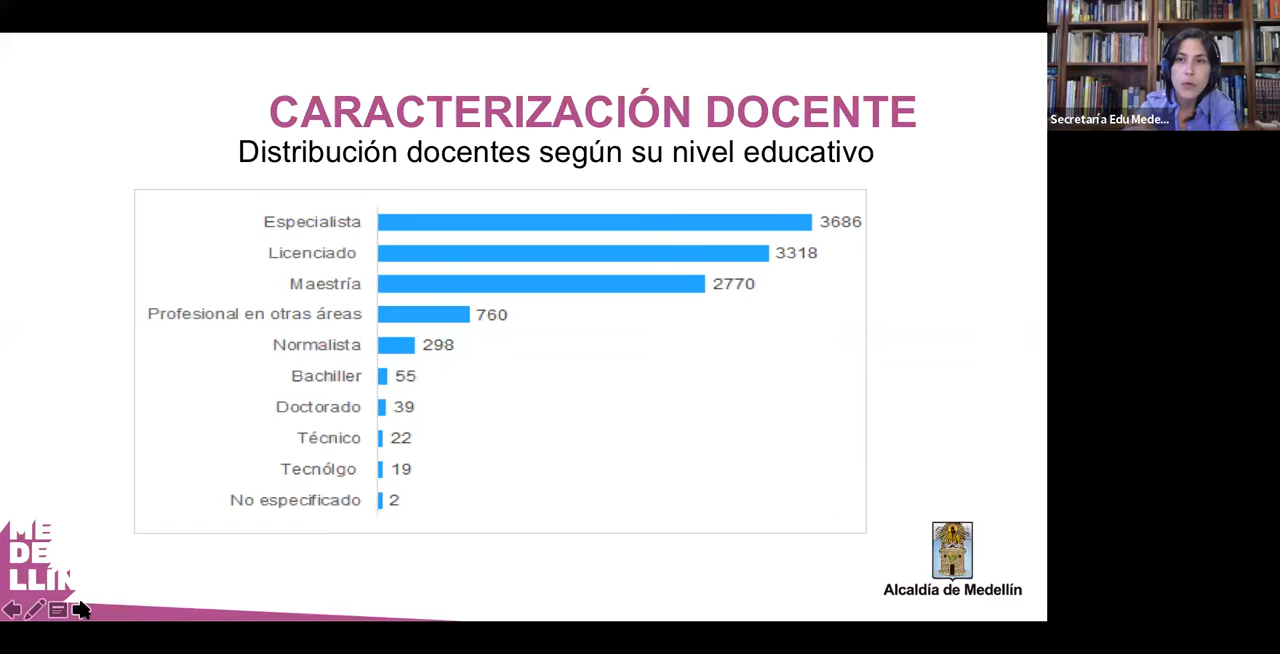 CARACTERIZACIÓN DOCENTE
Distribución docentes según su nivel educativo
Especialista 3686
Licenciado 3318
Maestría 2770
Profesional en otras áreas 760
Normalista 298
Bachiller 55
Doctorado 39
Técnico 22
Tecnólgo 19
No especificado 2
ME
DE
LLÍN
Alcaldía de Medellín
Secretaría Edu Mede...